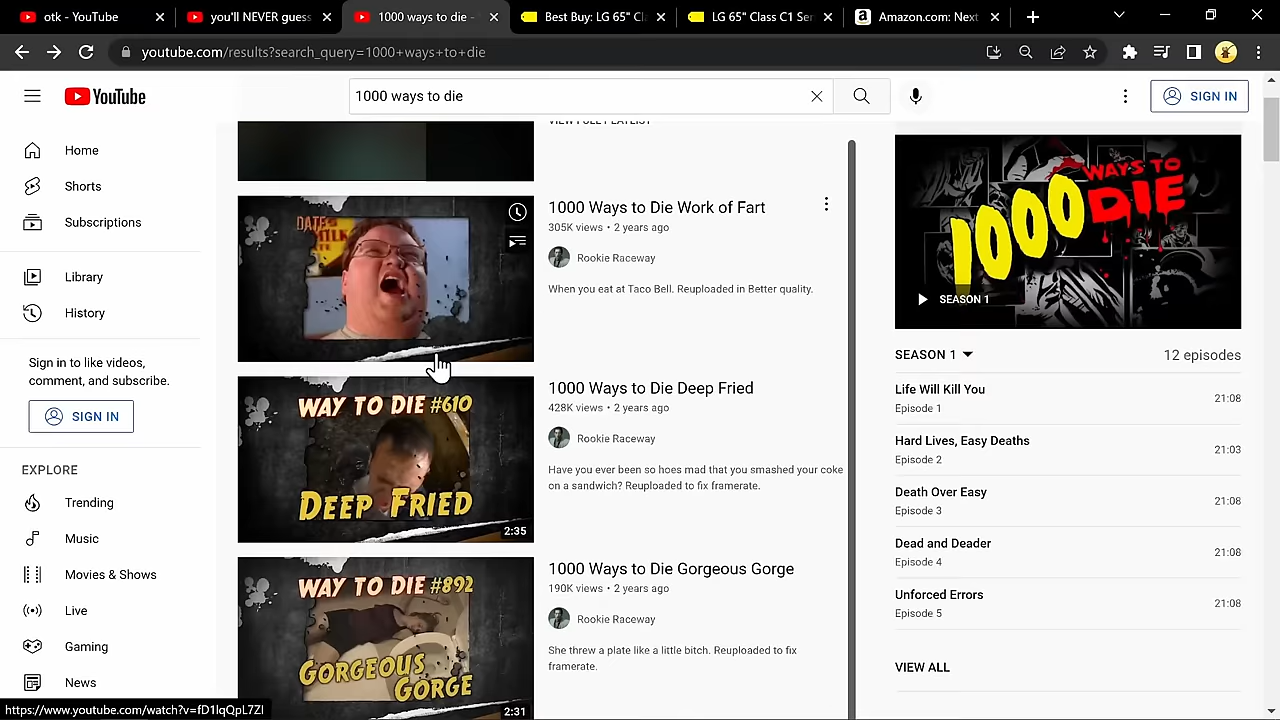 otk - YouTube
you'll NEVER guess
1000 ways to die -
Best Buy: LG 65" Cla
LG 65" Class C1 Ser
Amazon.com: Next
youtube.com/results?search_query=1000+ways+to+die
YouTube
1000 ways to die
SIGN IN
Home
Shorts
Subscriptions
Library
History
Sign in to like videos,
comment, and subscribe.
SIGN IN
EXPLORE
Trending
Music
Movies & Shows
Live
Gaming
News
VIEW FULL PLAYLIST
1000 Ways to Die Work of Fart
305K views • 2 years ago
Rookie Raceway
When you eat at Taco Bell. Reuploaded in Better quality.
WAY TO DIE #610
DEEP FRIED
2:35
1000 Ways to Die Deep Fried
428K views • 2 years ago
Rookie Raceway
Have you ever been so hoes mad that you smashed your coke
on a sandwich? Reuploaded to fix framerate.
WAY TO DIE #892
GORGEOUS
GORGE
2:31
1000 Ways to Die Gorgeous Gorge
190K views • 2 years ago
Rookie Raceway
She threw a plate like a little bitch. Reuploaded to fix
framerate.
1000 WAYS TO DIE
SEASON 1
SEASON 1
12 episodes
Life Will Kill You
Episode 1
21:08
Hard Lives, Easy Deaths
Episode 2
21:03
Death Over Easy
Episode 3
21:08
Dead and Deader
Episode 4
21:08
Unforced Errors
Episode 5
21:08
VIEW ALL
https://www.youtube.com/watch?v=fD1IqQpL7ZI